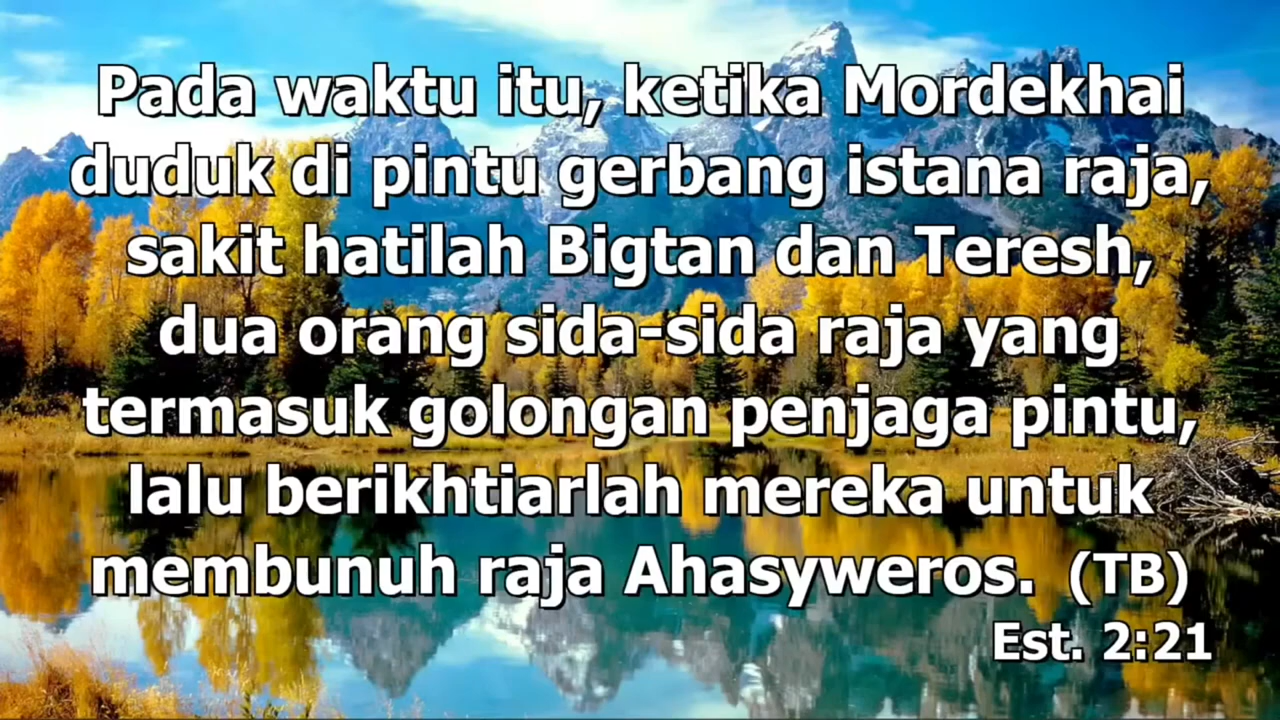 Pada waktu itu, ketika Mordekhai
duduk di pintu gerbang istana raja,
sakit hatilah Bigtan dan Teresh,
dua orang sida-sida raja yang
termasuk golongan penjaga pintu,
lalu berikhtiarlah mereka untuk
membunuh raja Ahasyweros. (TB)
Est. 2:21